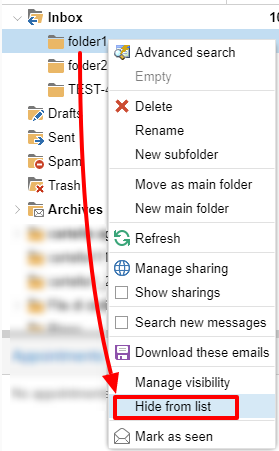 Inbox
10
folder1
folder2
TEST-4
Drafts
Sent
Spam
Trash
Archives
Advanced search
Empty
Delete
Rename
New subfolder
Move as main folder
New main folder
Refresh
Manage sharing
Show sharings
Search new messages
Download these emails
Manage visibility
Hide from list
Mark as seen